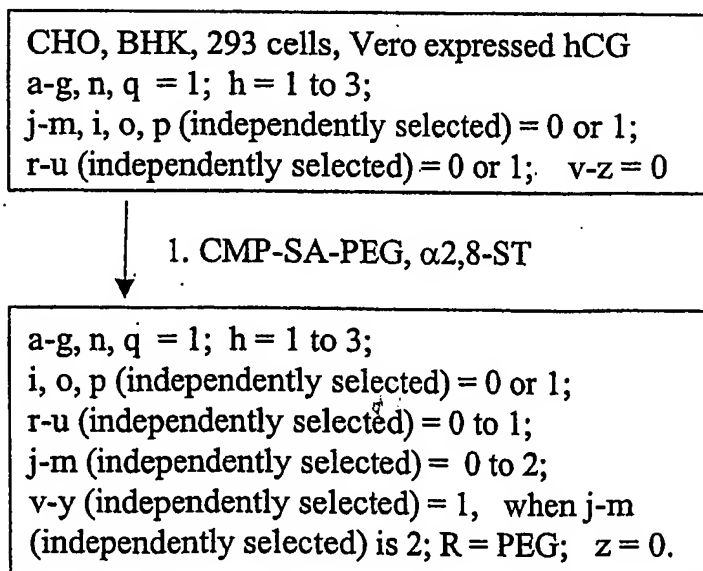 CHO, BHK, 293 cells, Vero expressed hCG
a-g, n, q = 1; h = 1 to 3;
j-m, i, o, p (independently selected) = 0 or 1;
r-u (independently selected) = 0 or 1; v-z = 0
1. CMP-SA-PEG, α2,8-ST
a-g, n, q = 1; h = 1 to 3;
i, o, p (independently selected) = 0 or 1;
r-u (independently selected) = 0 to 1;
j-m (independently selected) = 0 to 2;
v-y (independently selected) = 1, when j-m
(independently selected) is 2; R = PEG; z = 0.